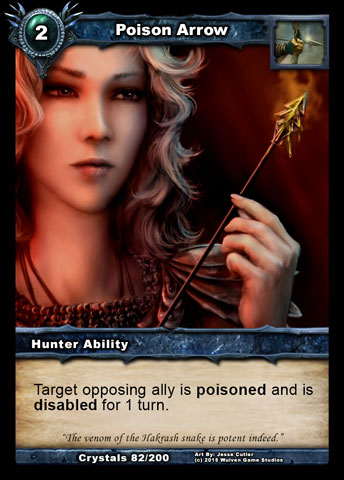 2
Poison Arrow
Hunter Ability
Target opposing ally is poisoned and is
disabled for 1 turn.
"The venom of the Hakrash snake is potent indeed."
Crystals 82/200
Art By: Jesse Cutler
(c) 2015 Wulven Game Studios